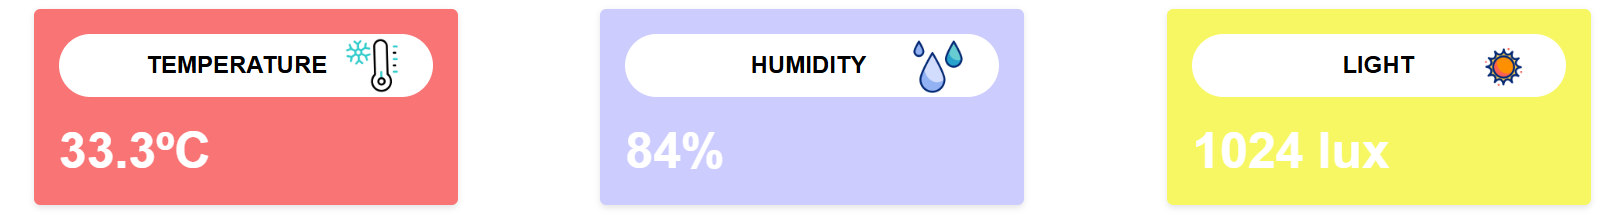 TEMPERATURE
33.3ºC
HUMIDITY
84%
LIGHT
1024 lux